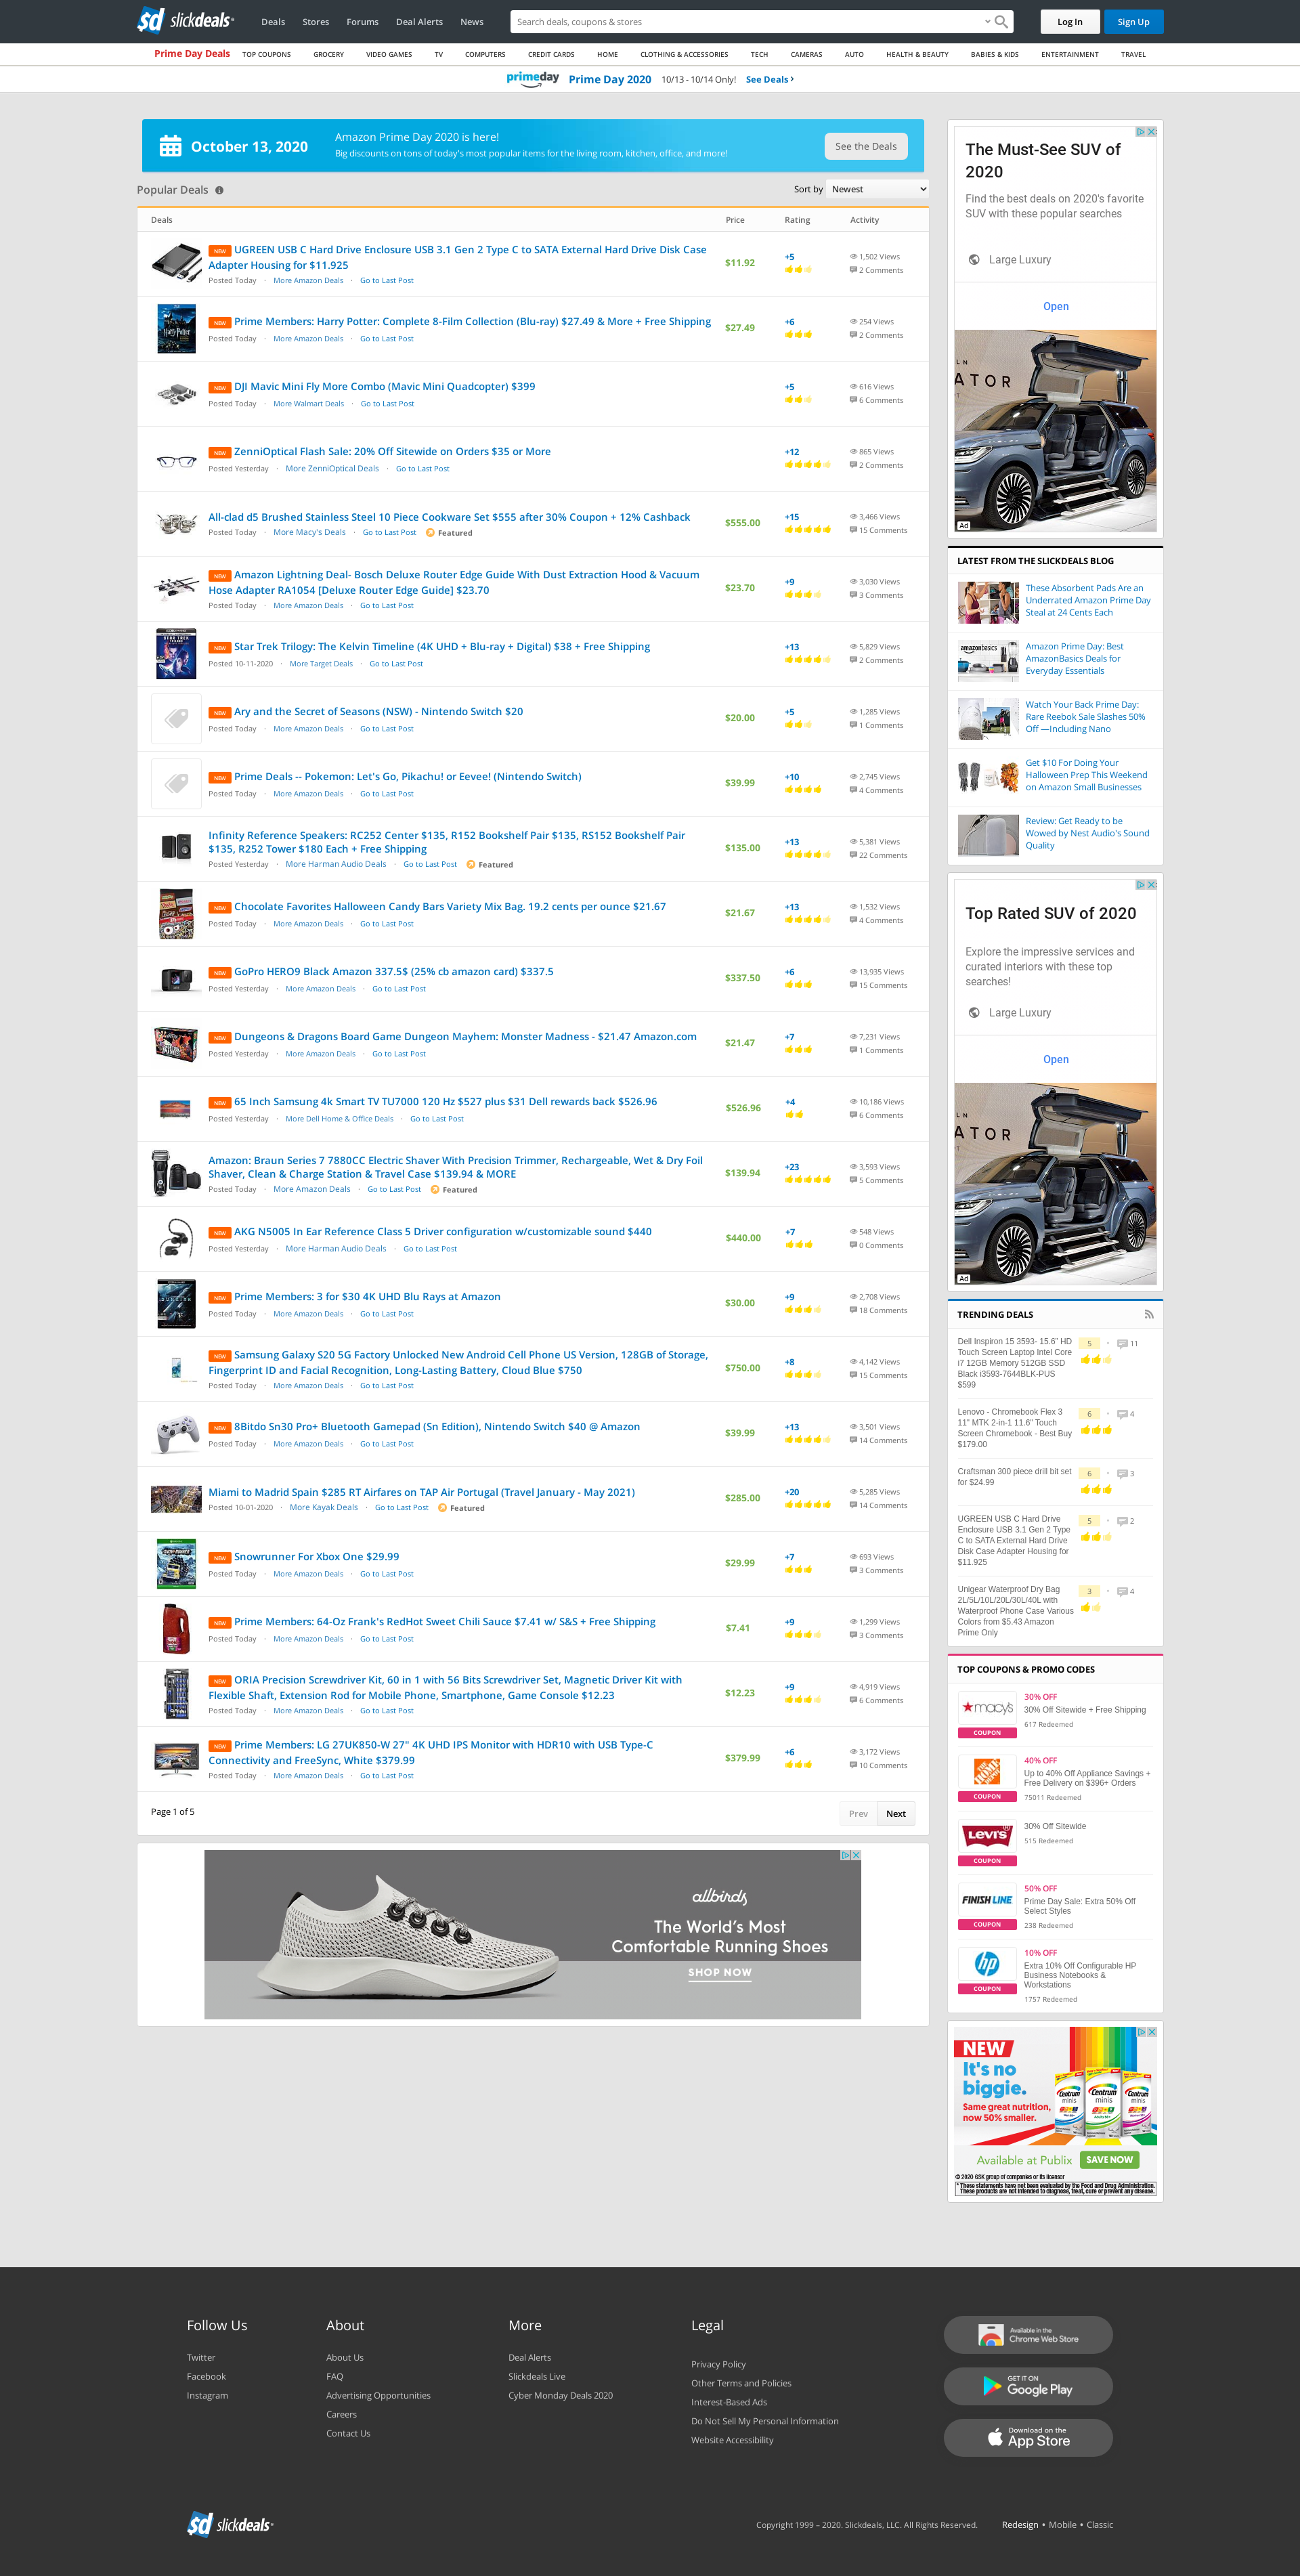 slickdeals
Deals
Stores
Forums
Deal Alerts
News
Search deals, coupons & stores
Log In
Sign Up
Prime Day Deals
TOP COUPONS
GROCERY
VIDEO GAMES
TV
COMPUTERS
CREDIT CARDS
HOME
CLOTHING & ACCESSORIES
TECH
CAMERAS
AUTO
HEALTH & BEAUTY
BABIES & KIDS
ENTERTAINMENT
TRAVEL
primeday Prime Day 2020 10/13 - 10/14 Only! See Deals
October 13, 2020
Amazon Prime Day 2020 is here!
Big discounts on tons of today's most popular items for the living room, kitchen, office, and more!
See the Deals
Popular Deals
Sort by Newest
Deals Price Rating Activity
NEW UGREEN USB C Hard Drive Enclosure USB 3.1 Gen 2 Type C to SATA External Hard Drive Disk Case
Adapter Housing for $11.925
Posted Today · More Amazon Deals · Go to Last Post
$11.92
+5
1,502 Views
2 Comments
NEW Prime Members: Harry Potter: Complete 8-Film Collection (Blu-ray) $27.49 & More + Free Shipping
Posted Today · More Amazon Deals · Go to Last Post
$27.49
+6
254 Views
2 Comments
NEW DJI Mavic Mini Fly More Combo (Mavic Mini Quadcopter) $399
Posted Today · More Walmart Deals · Go to Last Post
+5
616 Views
6 Comments
NEW ZenniOptical Flash Sale: 20% Off Sitewide on Orders $35 or More
Posted Yesterday · More ZenniOptical Deals · Go to Last Post
+12
865 Views
2 Comments
All-clad d5 Brushed Stainless Steel 10 Piece Cookware Set $555 after 30% Coupon + 12% Cashback
Posted Today · More Macy's Deals · Go to Last Post Featured
$555.00
+15
3,466 Views
15 Comments
NEW Amazon Lightning Deal- Bosch Deluxe Router Edge Guide With Dust Extraction Hood & Vacuum
Hose Adapter RA1054 [Deluxe Router Edge Guide] $23.70
Posted Today · More Amazon Deals · Go to Last Post
$23.70
+9
3,030 Views
3 Comments
NEW Star Trek Trilogy: The Kelvin Timeline (4K UHD + Blu-ray + Digital) $38 + Free Shipping
Posted 10-11-2020 · More Target Deals · Go to Last Post
+13
5,829 Views
2 Comments
NEW Ary and the Secret of Seasons (NSW) - Nintendo Switch $20
Posted Today · More Amazon Deals · Go to Last Post
$20.00
+5
1,285 Views
1 Comments
NEW Prime Deals -- Pokemon: Let's Go, Pikachu! or Eevee! (Nintendo Switch)
Posted Today · More Amazon Deals · Go to Last Post
$39.99
+10
2,745 Views
4 Comments
Infinity Reference Speakers: RC252 Center $135, R152 Bookshelf Pair $135, RS152 Bookshelf Pair
$135, R252 Tower $180 Each + Free Shipping
Posted Yesterday · More Harman Audio Deals · Go to Last Post Featured
$135.00
+13
5,381 Views
22 Comments
NEW Chocolate Favorites Halloween Candy Bars Variety Mix Bag. 19.2 cents per ounce $21.67
Posted Today · More Amazon Deals · Go to Last Post
$21.67
+13
1,532 Views
4 Comments
NEW GoPro HERO9 Black Amazon 337.5$ (25% cb amazon card) $337.5
Posted Yesterday · More Amazon Deals · Go to Last Post
$337.50
+6
13,935 Views
15 Comments
NEW Dungeons & Dragons Board Game Dungeon Mayhem: Monster Madness - $21.47 Amazon.com
Posted Yesterday · More Amazon Deals · Go to Last Post
$21.47
+7
7,231 Views
1 Comments
NEW 65 Inch Samsung 4k Smart TV TU7000 120 Hz $527 plus $31 Dell rewards back $526.96
Posted Yesterday · More Dell Home & Office Deals · Go to Last Post
$526.96
+4
10,186 Views
6 Comments
Amazon: Braun Series 7 7880CC Electric Shaver With Precision Trimmer, Rechargeable, Wet & Dry Foil
Shaver, Clean & Charge Station & Travel Case $139.94 & MORE
Posted Today · More Amazon Deals · Go to Last Post Featured
$139.94
+23
3,593 Views
5 Comments
NEW AKG N5005 In Ear Reference Class 5 Driver configuration w/customizable sound $440
Posted Yesterday · More Harman Audio Deals · Go to Last Post
$440.00
+7
548 Views
0 Comments
NEW Prime Members: 3 for $30 4K UHD Blu Rays at Amazon
Posted Today · More Amazon Deals · Go to Last Post
$30.00
+9
2,708 Views
18 Comments
NEW Samsung Galaxy S20 5G Factory Unlocked New Android Cell Phone US Version, 128GB of Storage,
Fingerprint ID and Facial Recognition, Long-Lasting Battery, Cloud Blue $750
Posted Today · More Amazon Deals · Go to Last Post
$750.00
+8
4,142 Views
15 Comments
NEW 8Bitdo Sn30 Pro+ Bluetooth Gamepad (Sn Edition), Nintendo Switch $40 @ Amazon
Posted Today · More Amazon Deals · Go to Last Post
$39.99
+13
3,501 Views
14 Comments
Miami to Madrid Spain $285 RT Airfares on TAP Air Portugal (Travel January - May 2021)
Posted 10-01-2020 · More Kayak Deals · Go to Last Post Featured
$285.00
+20
5,285 Views
14 Comments
NEW Snowrunner For Xbox One $29.99
Posted Today · More Amazon Deals · Go to Last Post
$29.99
+7
693 Views
3 Comments
NEW Prime Members: 64-Oz Frank's RedHot Sweet Chili Sauce $7.41 w/ S&S + Free Shipping
Posted Today · More Amazon Deals · Go to Last Post
$7.41
+9
1,299 Views
3 Comments
NEW ORIA Precision Screwdriver Kit, 60 in 1 with 56 Bits Screwdriver Set, Magnetic Driver Kit with
Flexible Shaft, Extension Rod for Mobile Phone, Smartphone, Game Console $12.23
Posted Today · More Amazon Deals · Go to Last Post
$12.23
+9
4,919 Views
6 Comments
NEW Prime Members: LG 27UK850-W 27" 4K UHD IPS Monitor with HDR10 with USB Type-C
Connectivity and FreeSync, White $379.99
Posted Today · More Amazon Deals · Go to Last Post
$379.99
+6
3,172 Views
10 Comments
Page 1 of 5
Prev
Next
allbirds
The World's Most
Comfortable Running Shoes
SHOP NOW
The Must-See SUV of
2020
Find the best deals on 2020's favorite
SUV with these popular searches
Large Luxury
Open
ATOR
Ad
LATEST FROM THE SLICKDEALS BLOG
These Absorbent Pads Are an
Underrated Amazon Prime Day
Steal at 24 Cents Each
amazonbasics
Amazon Prime Day: Best
AmazonBasics Deals for
Everyday Essentials
Watch Your Back Prime Day:
Rare Reebok Sale Slashes 50%
Off —Including Nano
Get $10 For Doing Your
Halloween Prep This Weekend
on Amazon Small Businesses
Review: Get Ready to be
Wowed by Nest Audio's Sound
Quality
Top Rated SUV of 2020
Explore the impressive services and
curated interiors with these top
searches!
Large Luxury
Open
ATOR
Ad
TRENDING DEALS
Dell Inspiron 15 3593- 15.6" HD
Touch Screen Laptop Intel Core
i7 12GB Memory 512GB SSD
Black i3593-7644BLK-PUS
$599
5 · 11
Lenovo - Chromebook Flex 3
11" MTK 2-in-1 11.6" Touch
Screen Chromebook - Best Buy
$179.00
6 · 4
Craftsman 300 piece drill bit set
for $24.99
6 · 3
UGREEN USB C Hard Drive
Enclosure USB 3.1 Gen 2 Type
C to SATA External Hard Drive
Disk Case Adapter Housing for
$11.925
5 · 2
Unigear Waterproof Dry Bag
2L/5L/10L/20L/30L/40L with
Waterproof Phone Case Various
Colors from $5.43 Amazon
Prime Only
3 · 4
TOP COUPONS & PROMO CODES
macy's
COUPON
30% OFF
30% Off Sitewide + Free Shipping
617 Redeemed
COUPON
40% OFF
Up to 40% Off Appliance Savings +
Free Delivery on $396+ Orders
75011 Redeemed
LEVI'S
COUPON
30% Off Sitewide
515 Redeemed
FINISH LINE
COUPON
50% OFF
Prime Day Sale: Extra 50% Off
Select Styles
238 Redeemed
hp
COUPON
10% OFF
Extra 10% Off Configurable HP
Business Notebooks &
Workstations
1757 Redeemed
NEW
It's no
biggie.
Same great nutrition,
now 50% smaller.
Centrum minis
Centrum minis
Centrum minis
Available at Publix
SAVE NOW
© 2020 GSK group of companies or its licensor
* These statements have not been evaluated by the Food and Drug Administration.
These products are not intended to diagnose, treat, cure or prevent any disease.
Follow Us
Twitter
Facebook
Instagram
About
About Us
FAQ
Advertising Opportunities
Careers
Contact Us
More
Deal Alerts
Slickdeals Live
Cyber Monday Deals 2020
Legal
Privacy Policy
Other Terms and Policies
Interest-Based Ads
Do Not Sell My Personal Information
Website Accessibility
Available in the
Chrome Web Store
GET IT ON
Google Play
Download on the
App Store
slickdeals
Copyright 1999 – 2020. Slickdeals, LLC. All Rights Reserved.
Redesign • Mobile • Classic